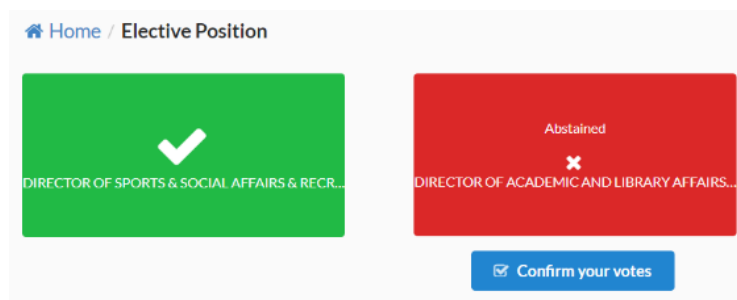 Home / Elective Position
Abstained
DIRECTOR OF SPORTS & SOCIAL AFFAIRS & RECR...
DIRECTOR OF ACADEMIC AND LIBRARY AFFAIRS...
Confirm your votes